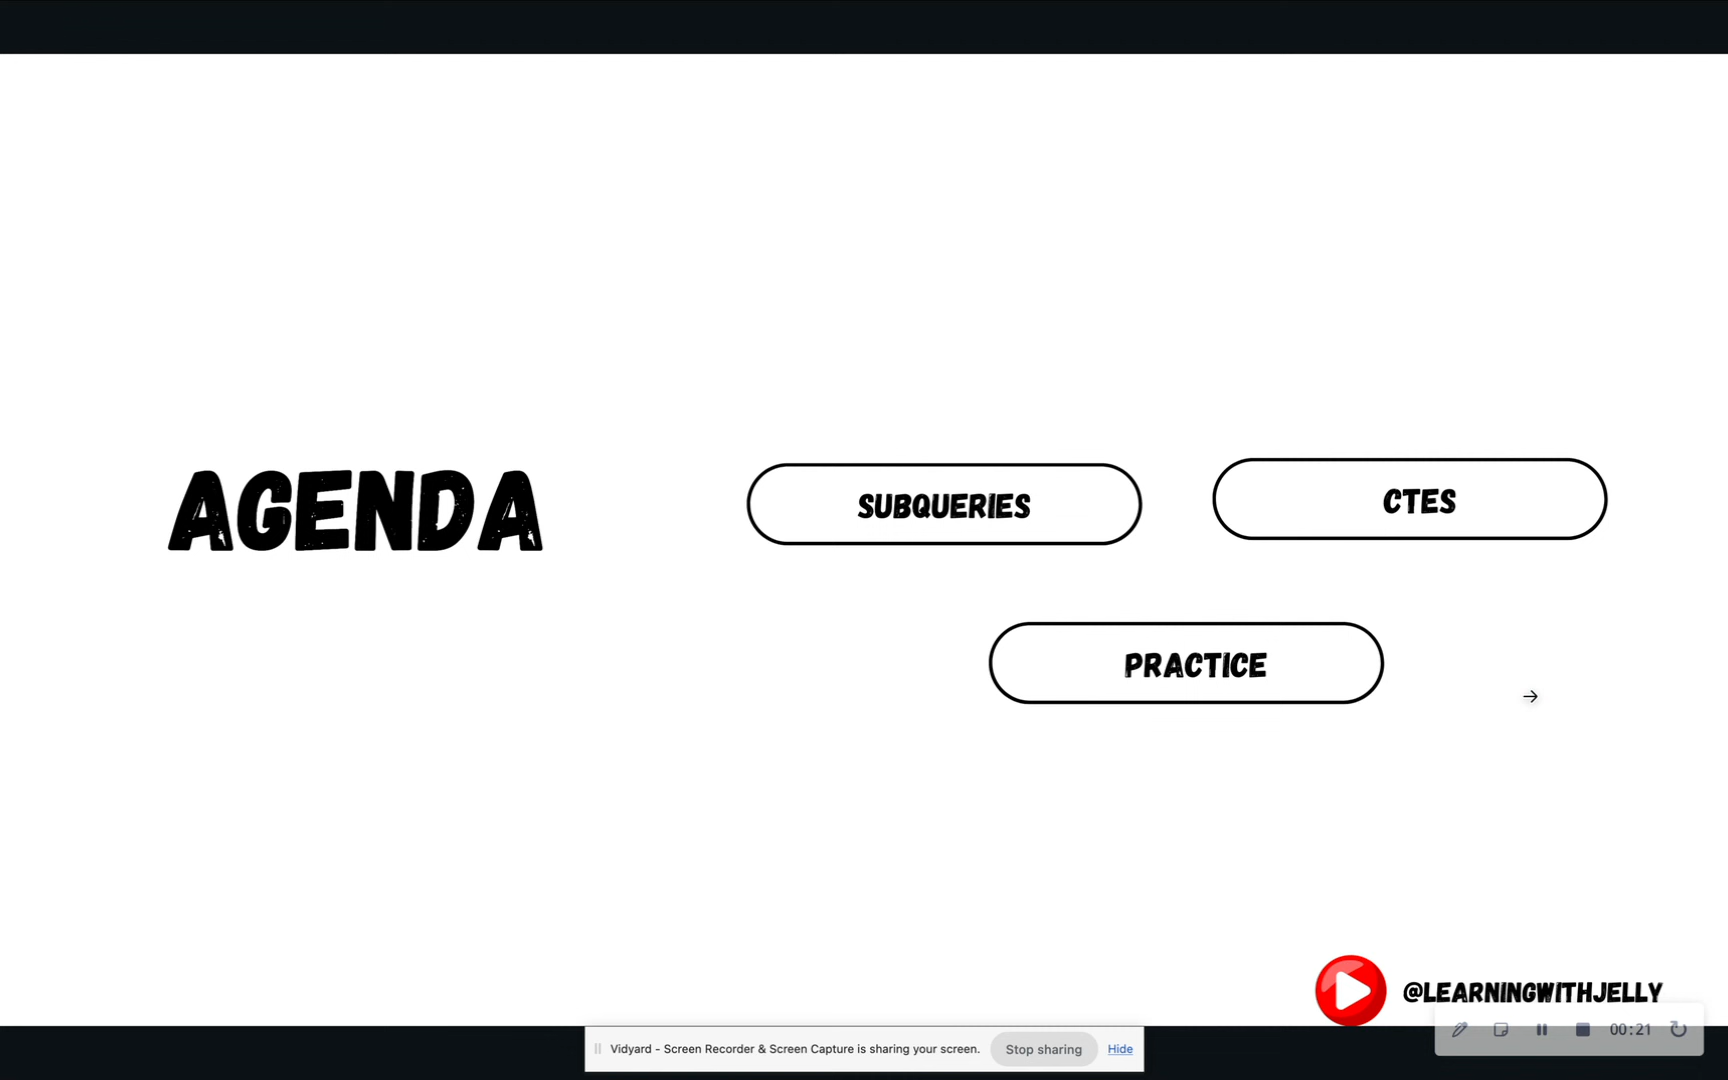 AGENDA
SUBQUERIES
CTES
PRACTICE
@LEARNINGWITHJELLY
00:21
Vidyard - Screen Recorder & Screen Capture is sharing your screen.
Stop sharing
Hide